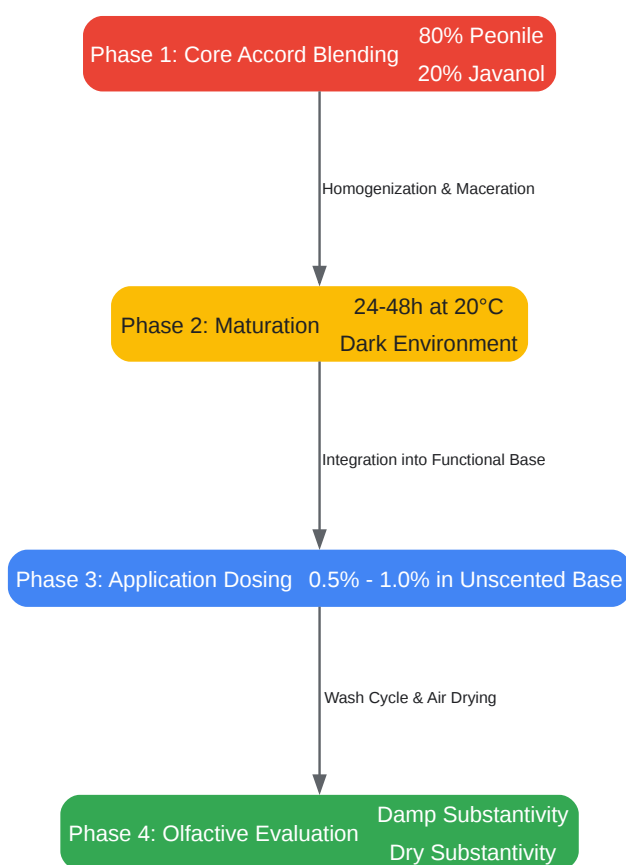 Phase 1: Core Accord Blending
80% Peonile
20% Javanol
Homogenization & Maceration
Phase 2: Maturation
24-48h at 20°C
Dark Environment
Integration into Functional Base
Phase 3: Application Dosing
0.5% - 1.0% in Unscented Base
Wash Cycle & Air Drying
Phase 4: Olfactive Evaluation
Damp Substantivity
Dry Substantivity